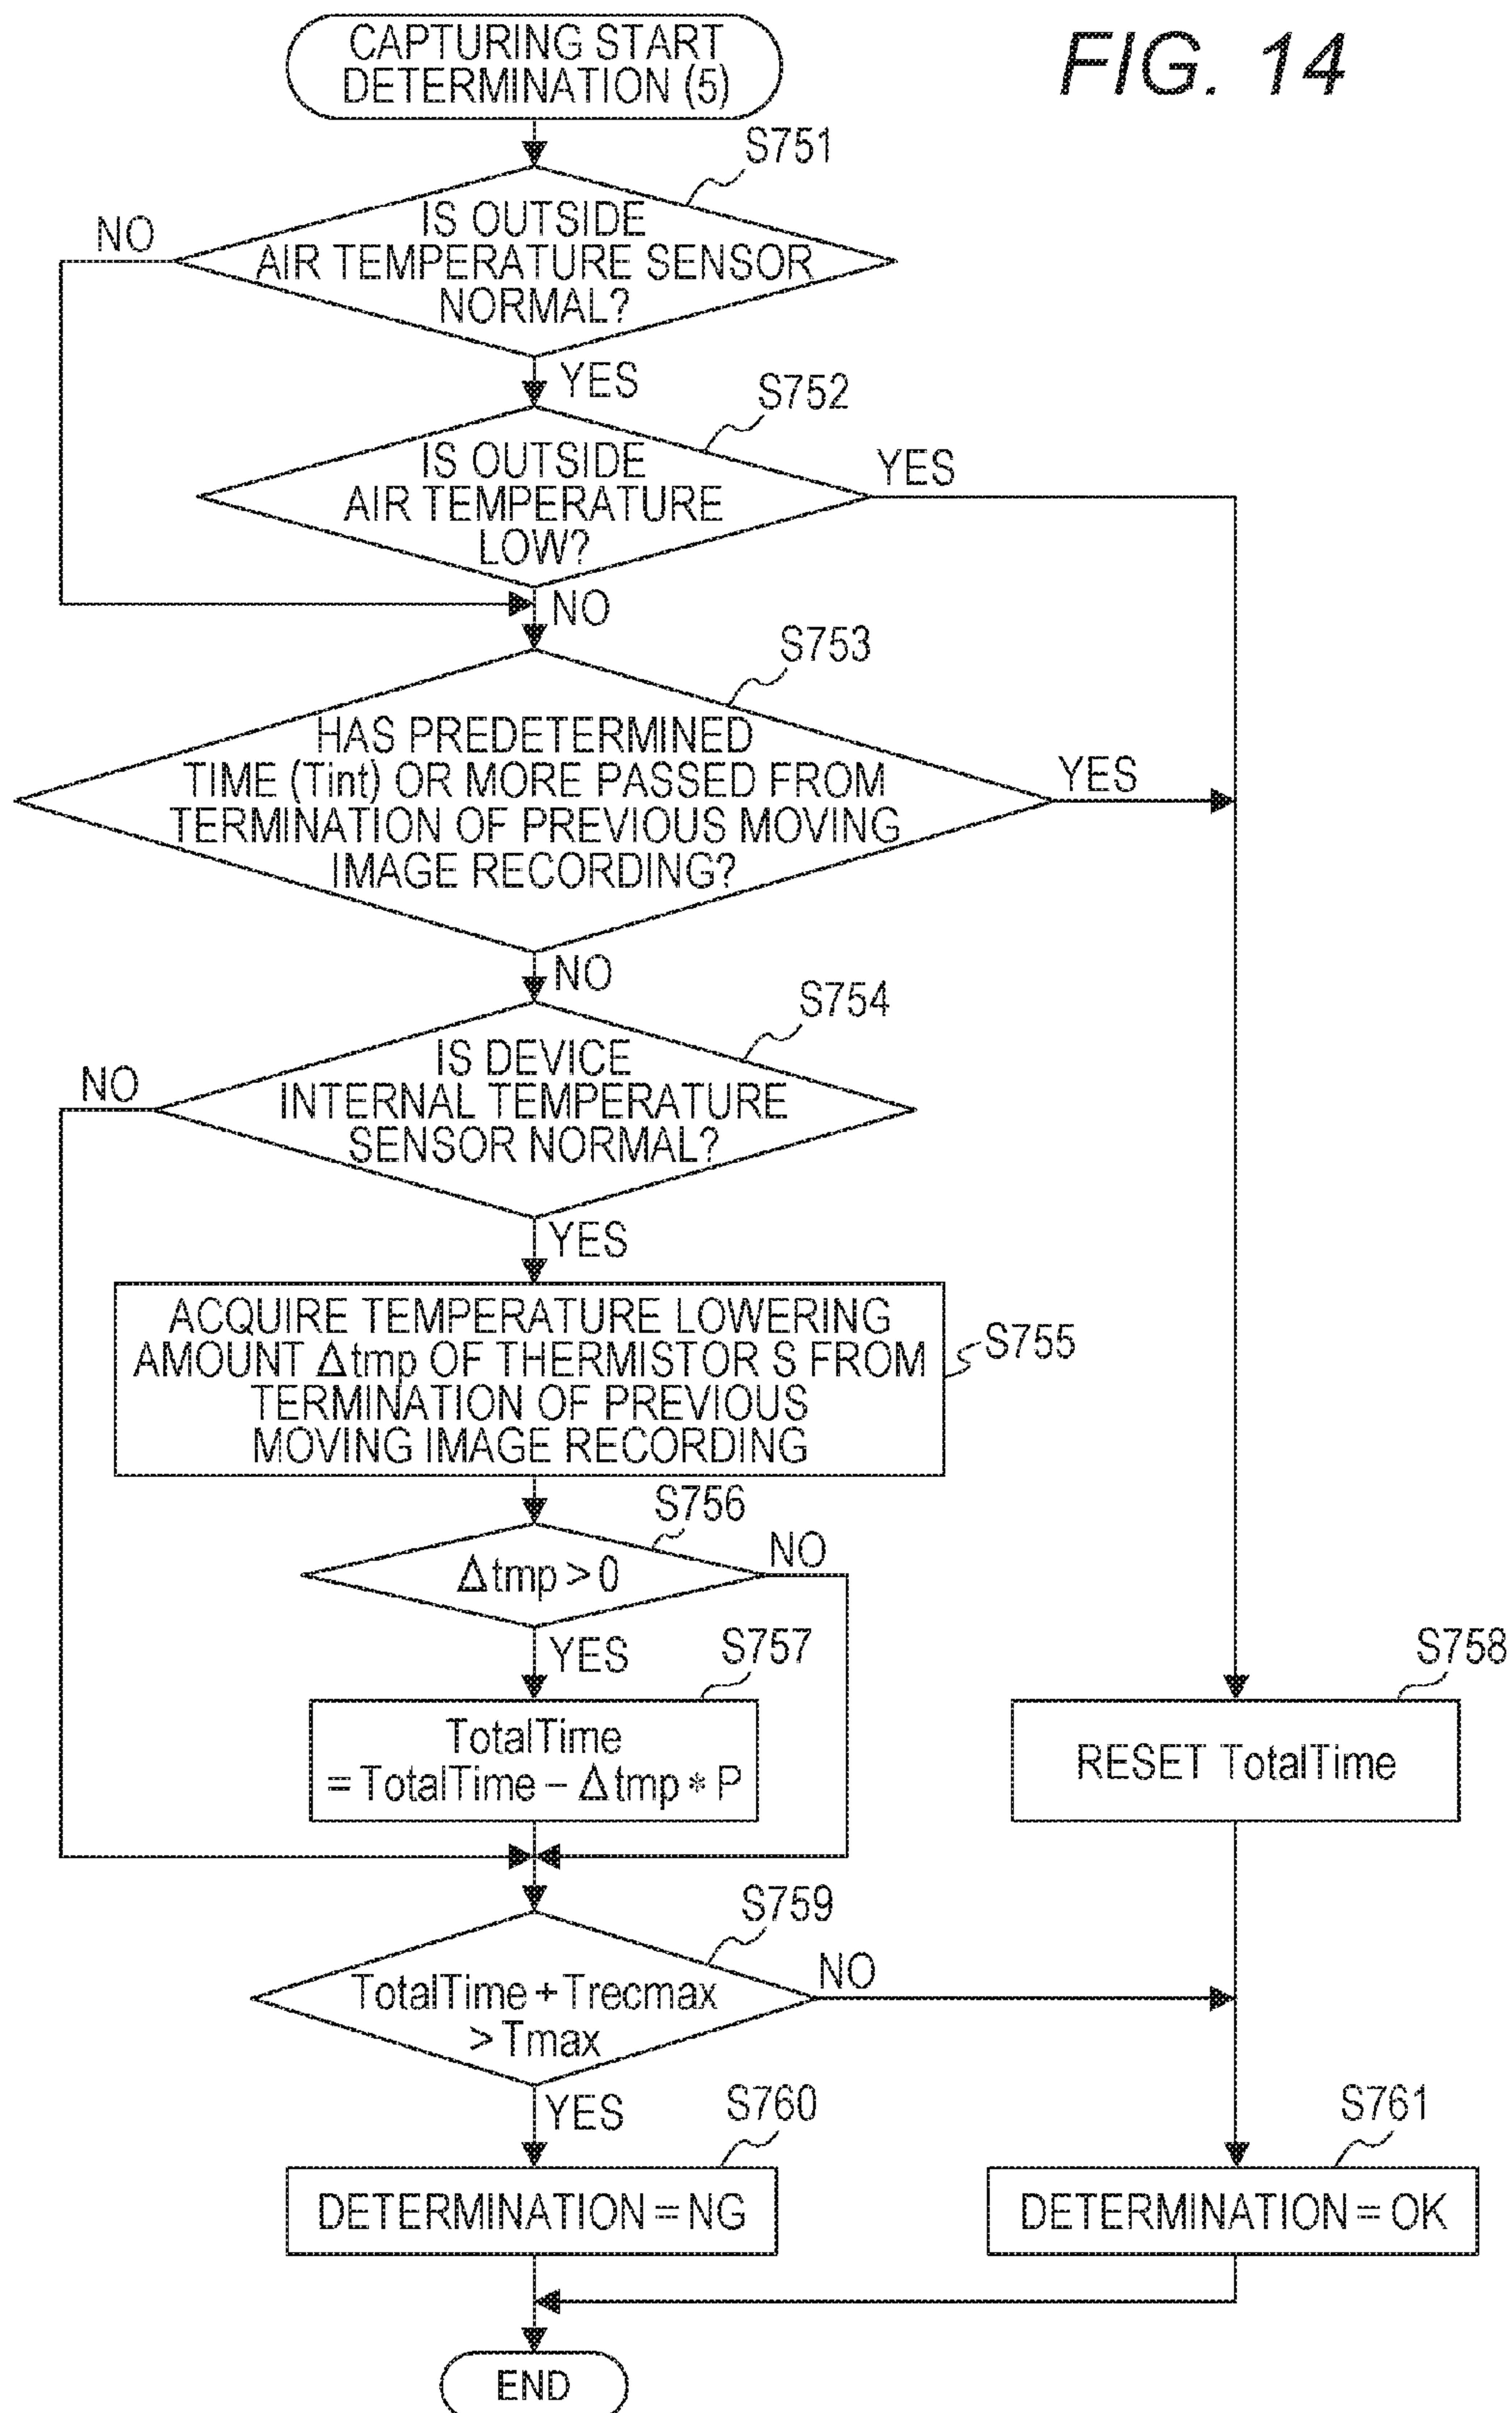 CAPTURING START
DETERMINATION (5)
FIG. 14
S751
IS OUTSIDE
AIR TEMPERATURE SENSOR
NORMAL?
NO
YES
S752
IS OUTSIDE
AIR TEMPERATURE
LOW?
YES
NO
S753
HAS PREDETERMINED
TIME (Tint) OR MORE PASSED FROM
TERMINATION OF PREVIOUS MOVING
IMAGE RECORDING?
YES
NO
S754
IS DEVICE
INTERNAL TEMPERATURE
SENSOR NORMAL?
NO
YES
ACQUIRE TEMPERATURE LOWERING
AMOUNT Δtmp OF THERMISTOR S FROM
TERMINATION OF PREVIOUS
MOVING IMAGE RECORDING
S755
S756
Δtmp > 0
NO
YES
S757
TotalTime
= TotalTime − Δtmp * P
S758
RESET TotalTime
S759
TotalTime + Trecmax
> Tmax
NO
YES
S760
DETERMINATION = NG
S761
DETERMINATION = OK
END